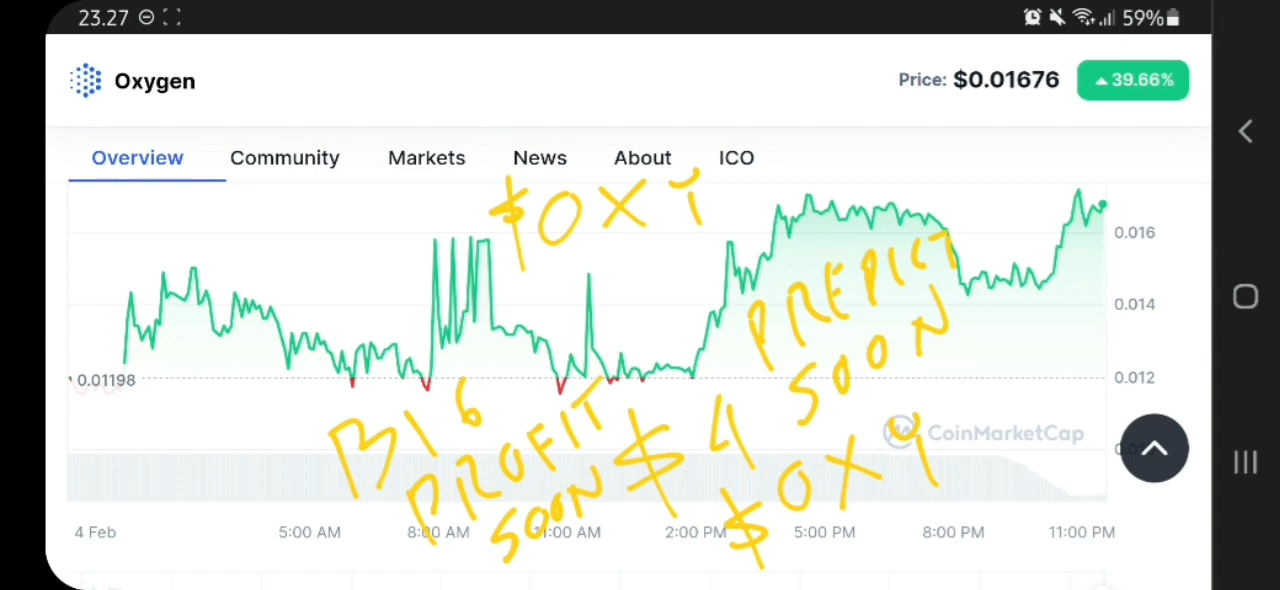 23.27 59%
Oxygen Price: $0.01676 39.66%
Overview Community Markets News About ICO
$OXY
0.016
0.014
0.012
0.01198
PREPICT
SOON
BIG
PROFIT
SOON
$ 4
$OXY
CoinMarketCap
4 Feb 5:00 AM 8:00 AM 11:00 AM 2:00 PM 5:00 PM 8:00 PM 11:00 PM